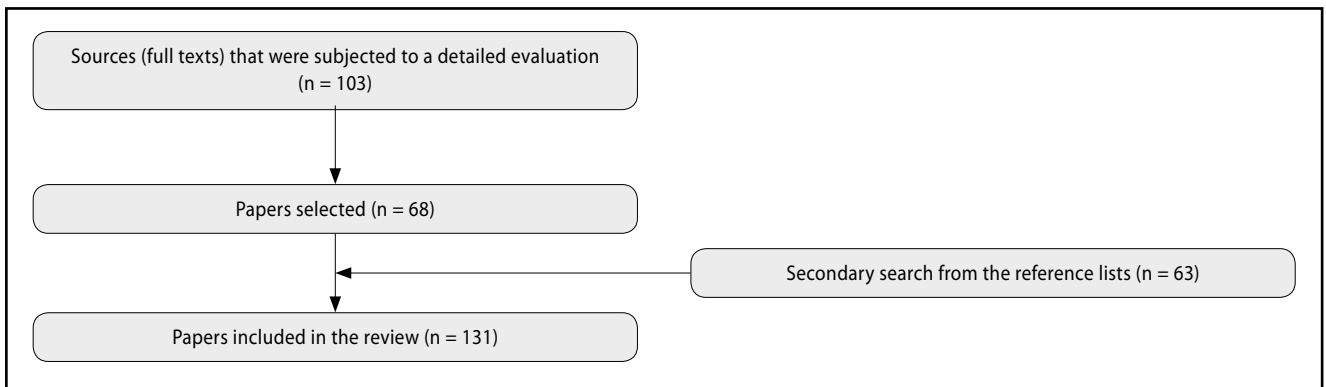 Sources (full texts) that were subjected to a detailed evaluation
(n = 103)
Papers selected (n = 68)
Secondary search from the reference lists (n = 63)
Papers included in the review (n = 131)